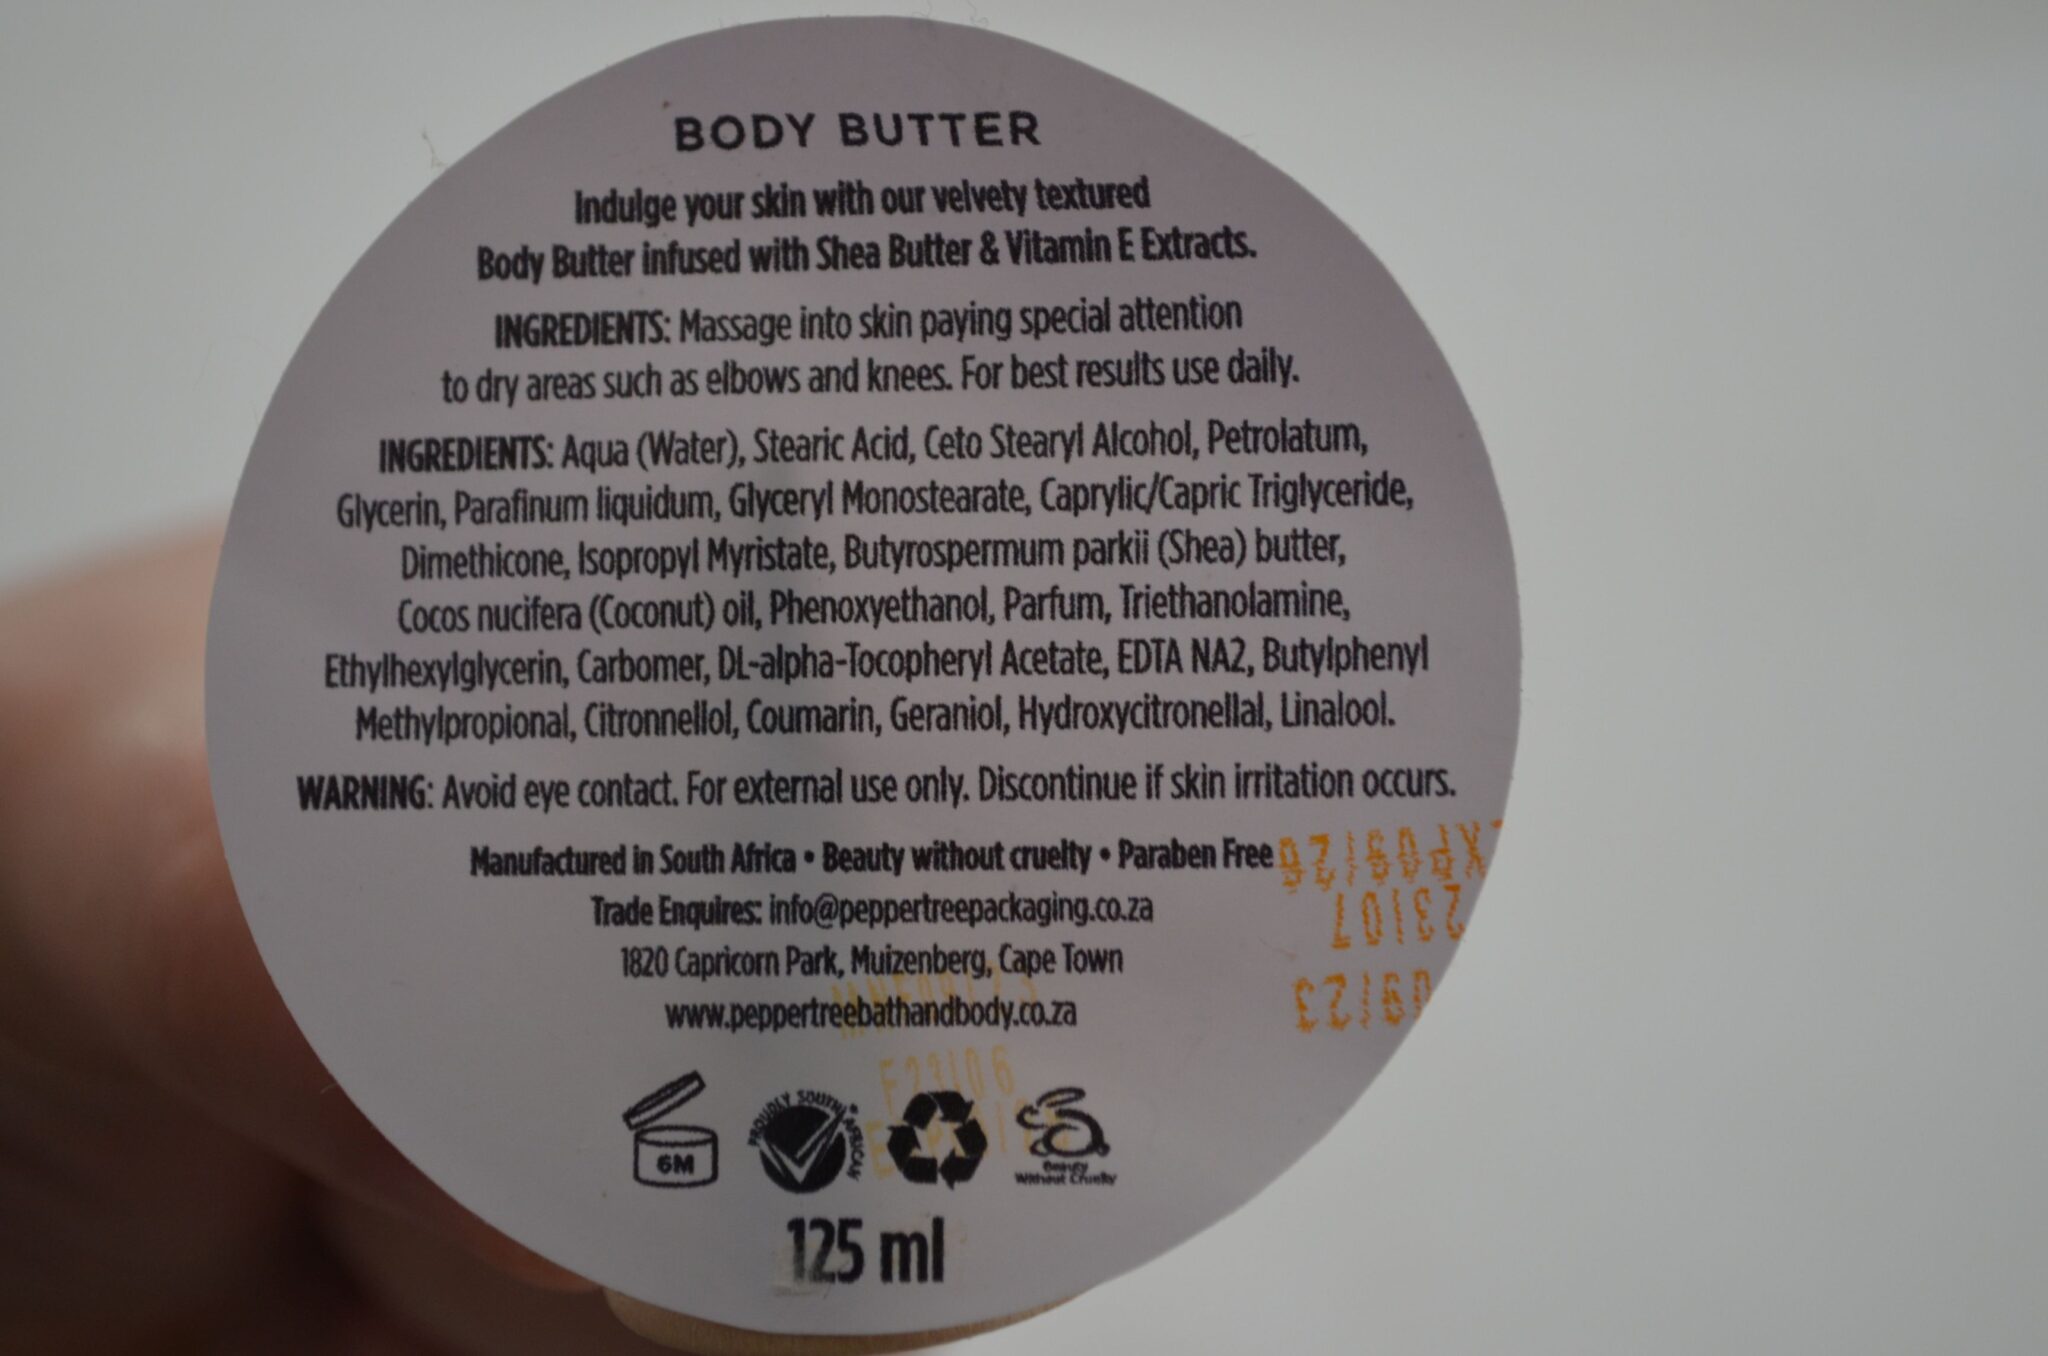 BODY BUTTER
Indulge your skin with our velvety textured
Body Butter infused with Shea Butter & Vitamin E Extracts.
INGREDIENTS: Massage into skin paying special attention
to dry areas such as elbows and knees. For best results use daily.
INGREDIENTS: Aqua (Water), Stearic Acid, Ceto Stearyl Alcohol, Petrolatum,
Glycerin, Parafinum liquidum, Glyceryl Monostearate, Caprylic/Capric Triglyceride,
Dimethicone, Isopropyl Myristate, Butyrospermum parkii (Shea) butter,
Cocos nucifera (Coconut) oil, Phenoxyethanol, Parfum, Triethanolamine,
Ethylhexylglycerin, Carbomer, DL-alpha-Tocopheryl Acetate, EDTA NA2, Butylphenyl
Methylpropional, Citronnellol, Coumarin, Geraniol, Hydroxycitronellal, Linalool.
WARNING: Avoid eye contact. For external use only. Discontinue if skin irritation occurs.
Manufactured in South Africa • Beauty without cruelty • Paraben Free
Trade Enquires: info@peppertreepackaging.co.za
1820 Capricorn Park, Muizenberg, Cape Town
www.peppertreebathandbody.co.za
6M
PROUDLY SOUTH AFRICAN
Beauty
Without Cruelty
125 ml